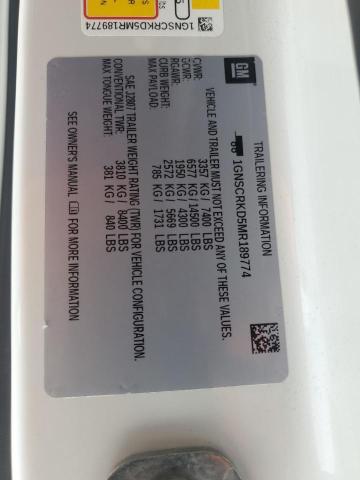 1GNSCRKD5MR189774
GM
TRAILERING INFORMATION
1GNSCRKD5MR189774
VEHICLE AND TRAILER MUST NOT EXCEED ANY OF THESE VALUES.
GVWR: 3357 KG / 7400 LBS
GCWR: 6577 KG / 14500 LBS
RGAWR: 1950 KG / 4300 LBS
CURB WEIGHT: 2572 KG / 5669 LBS
MAX PAYLOAD: 785 KG / 1731 LBS
SAE J2807 TRAILER WEIGHT RATING (TWR) FOR VEHICLE CONFIGURATION.
CONVENTIONAL TWR: 3810 KG / 8400 LBS
MAX TONGUE WEIGHT: 381 KG / 840 LBS
SEE OWNER'S MANUAL FOR MORE INFORMATION